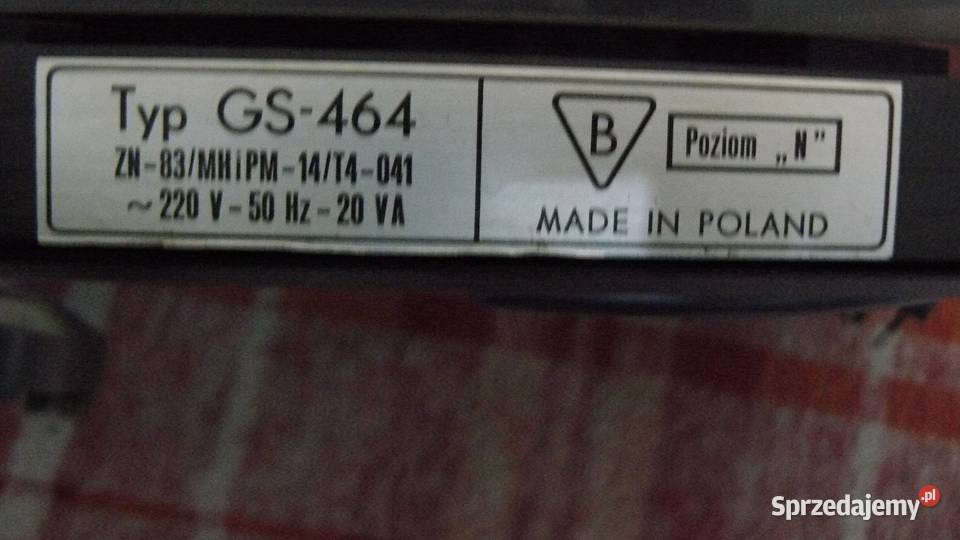 Typ GS-464
ZN-83/MHiPM-14/T4-041
~ 220 V - 50 Hz - 20 VA
B
Poziom „N”
MADE IN POLAND
Sprzedajemy.pl